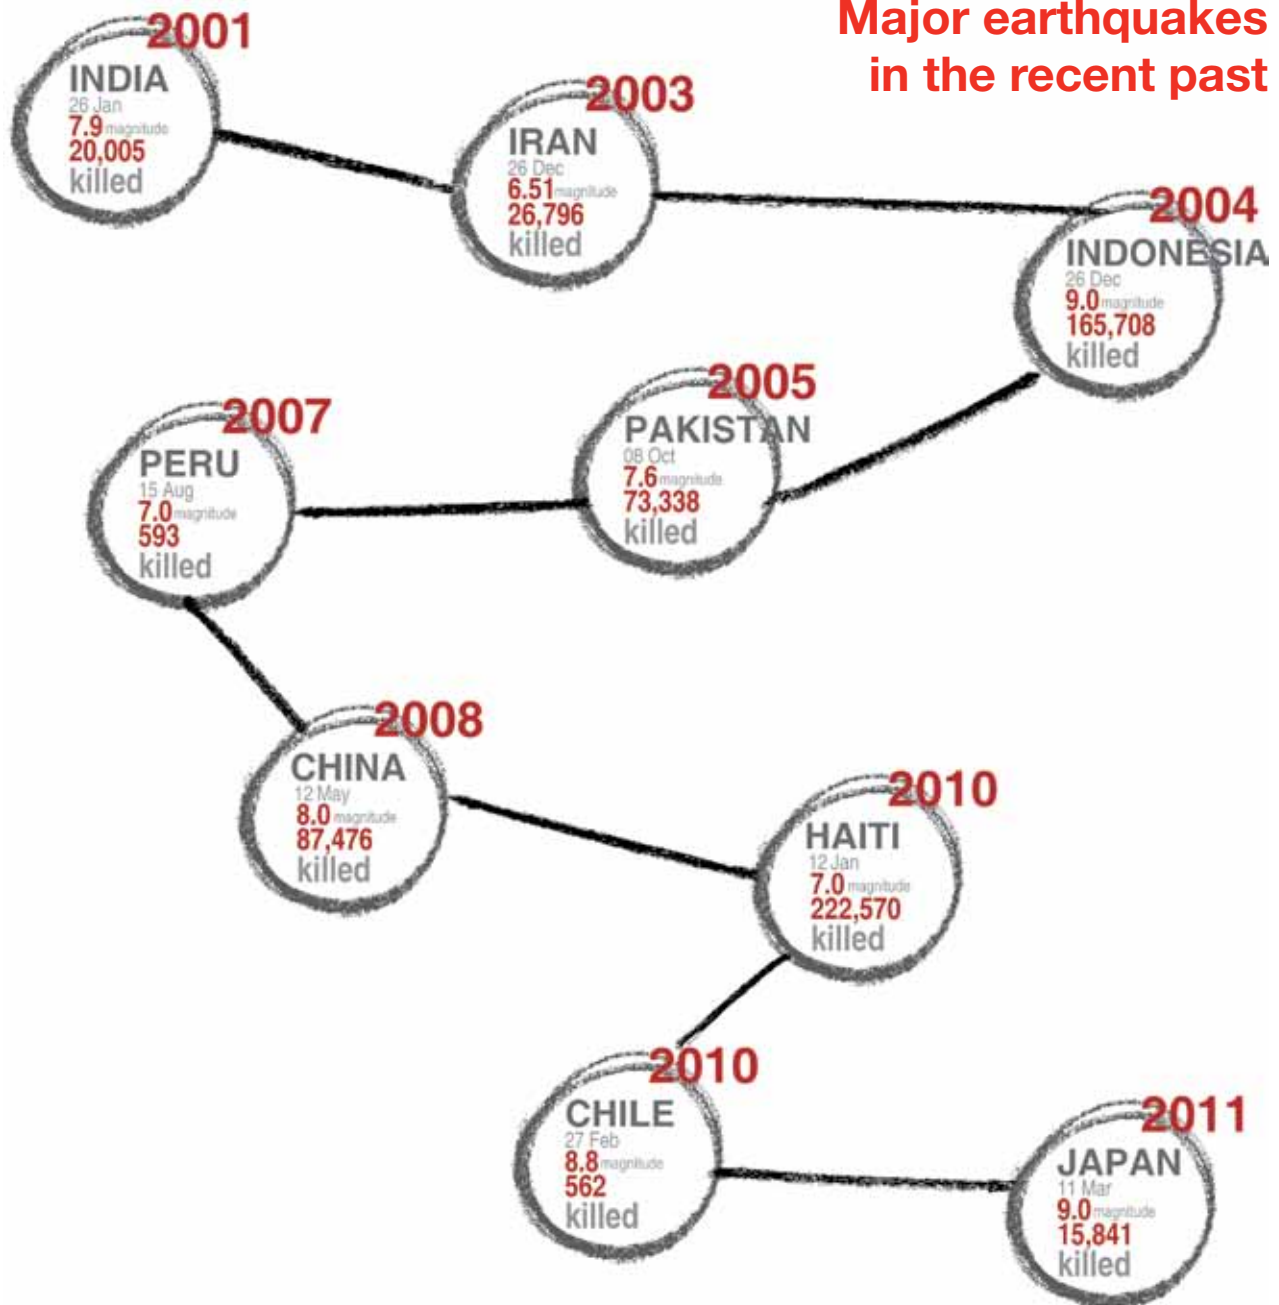 Major earthquakes
in the recent past
2001
INDIA
26 Jan
7.9 magnitude
20,005
killed
2003
IRAN
26 Dec
6.51 magnitude
26,796
killed
2004
INDONESIA
26 Dec
9.0 magnitude
165,708
killed
2005
PAKISTAN
08 Oct
7.6 magnitude
73,338
killed
2007
PERU
15 Aug
7.0 magnitude
593
killed
2008
CHINA
12 May
8.0 magnitude
87,476
killed
2010
HAITI
12 Jan
7.0 magnitude
222,570
killed
2010
CHILE
27 Feb
8.8 magnitude
562
killed
2011
JAPAN
11 Mar
9.0 magnitude
15,841
killed